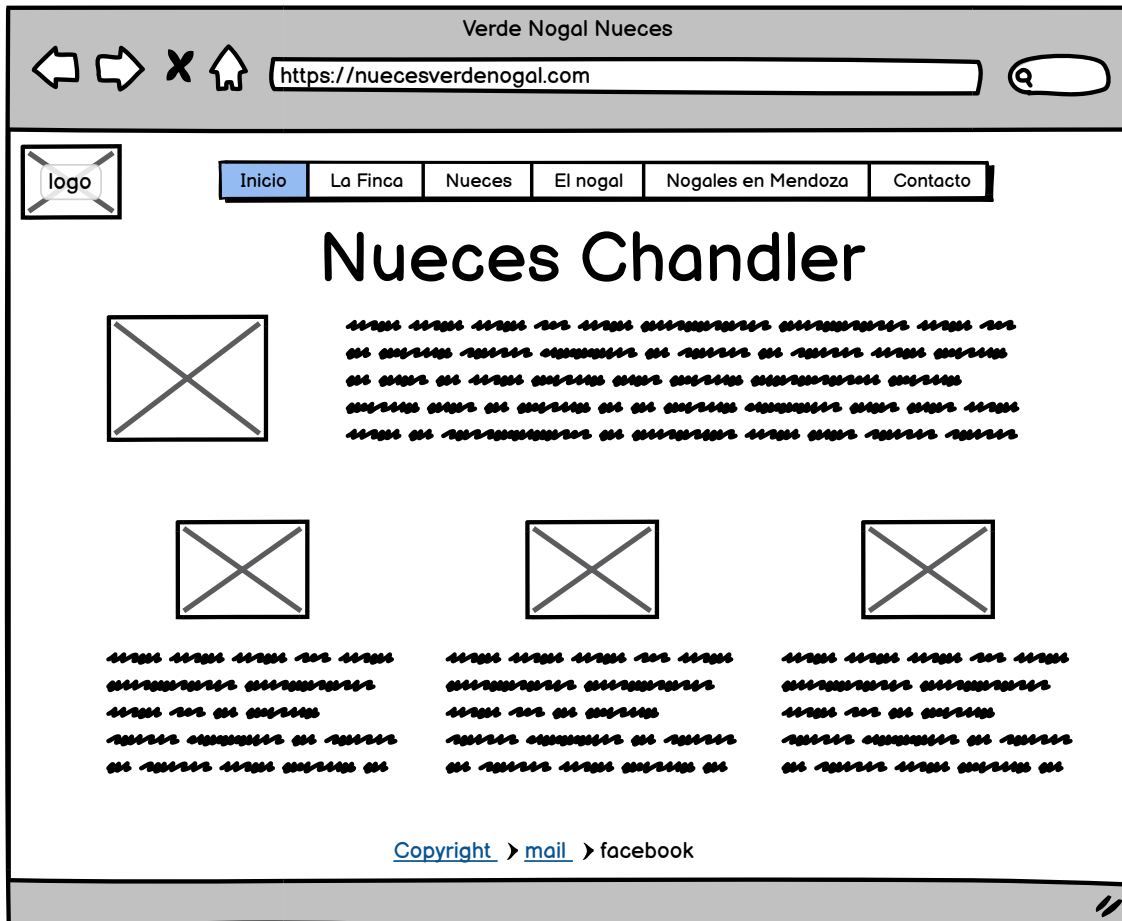 Verde Nogal Nueces
https://nuecesverdenogal.com
logo
Inicio La Finca Nueces El nogal Nogales en Mendoza Contacto
Nueces Chandler
Copyright mail facebook